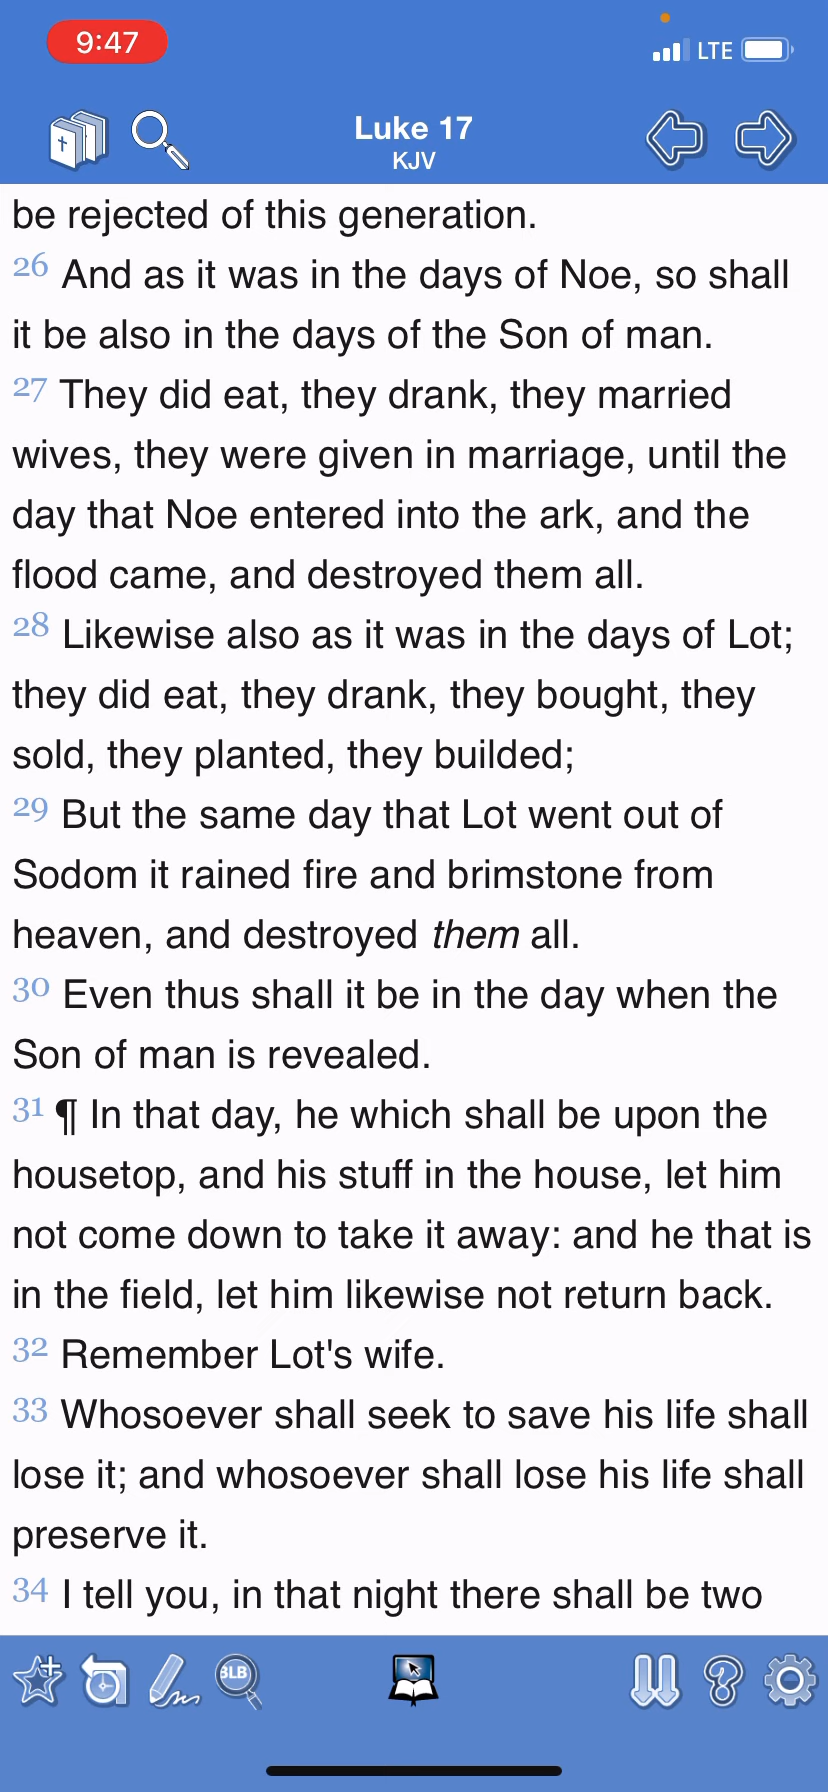 9:47
LTE
Luke 17
KJV
be rejected of this generation.
26 And as it was in the days of Noe, so shall
it be also in the days of the Son of man.
27 They did eat, they drank, they married
wives, they were given in marriage, until the
day that Noe entered into the ark, and the
flood came, and destroyed them all.
28 Likewise also as it was in the days of Lot;
they did eat, they drank, they bought, they
sold, they planted, they builded;
29 But the same day that Lot went out of
Sodom it rained fire and brimstone from
heaven, and destroyed them all.
30 Even thus shall it be in the day when the
Son of man is revealed.
31 ¶ In that day, he which shall be upon the
housetop, and his stuff in the house, let him
not come down to take it away: and he that is
in the field, let him likewise not return back.
32 Remember Lot's wife.
33 Whosoever shall seek to save his life shall
lose it; and whosoever shall lose his life shall
preserve it.
34 I tell you, in that night there shall be two
BLB